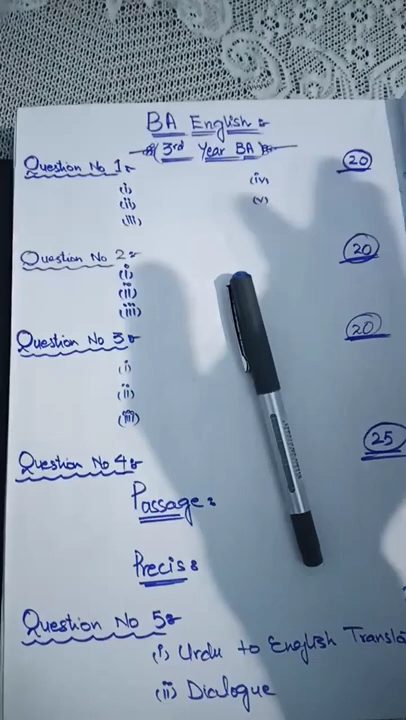 BA English:
(3rd Year BA)
Question No 1:
20
(i)
(iv)
(ii)
(v)
(iii)
Question No 2:
20
(i)
(ii)
(iii)
Question No 3:
20
(i)
(ii)
(iii)
25
Question No 4:
Passage:
Precis:
Question No 5:
(i) Urdu to English Transla
(ii) Dialogue